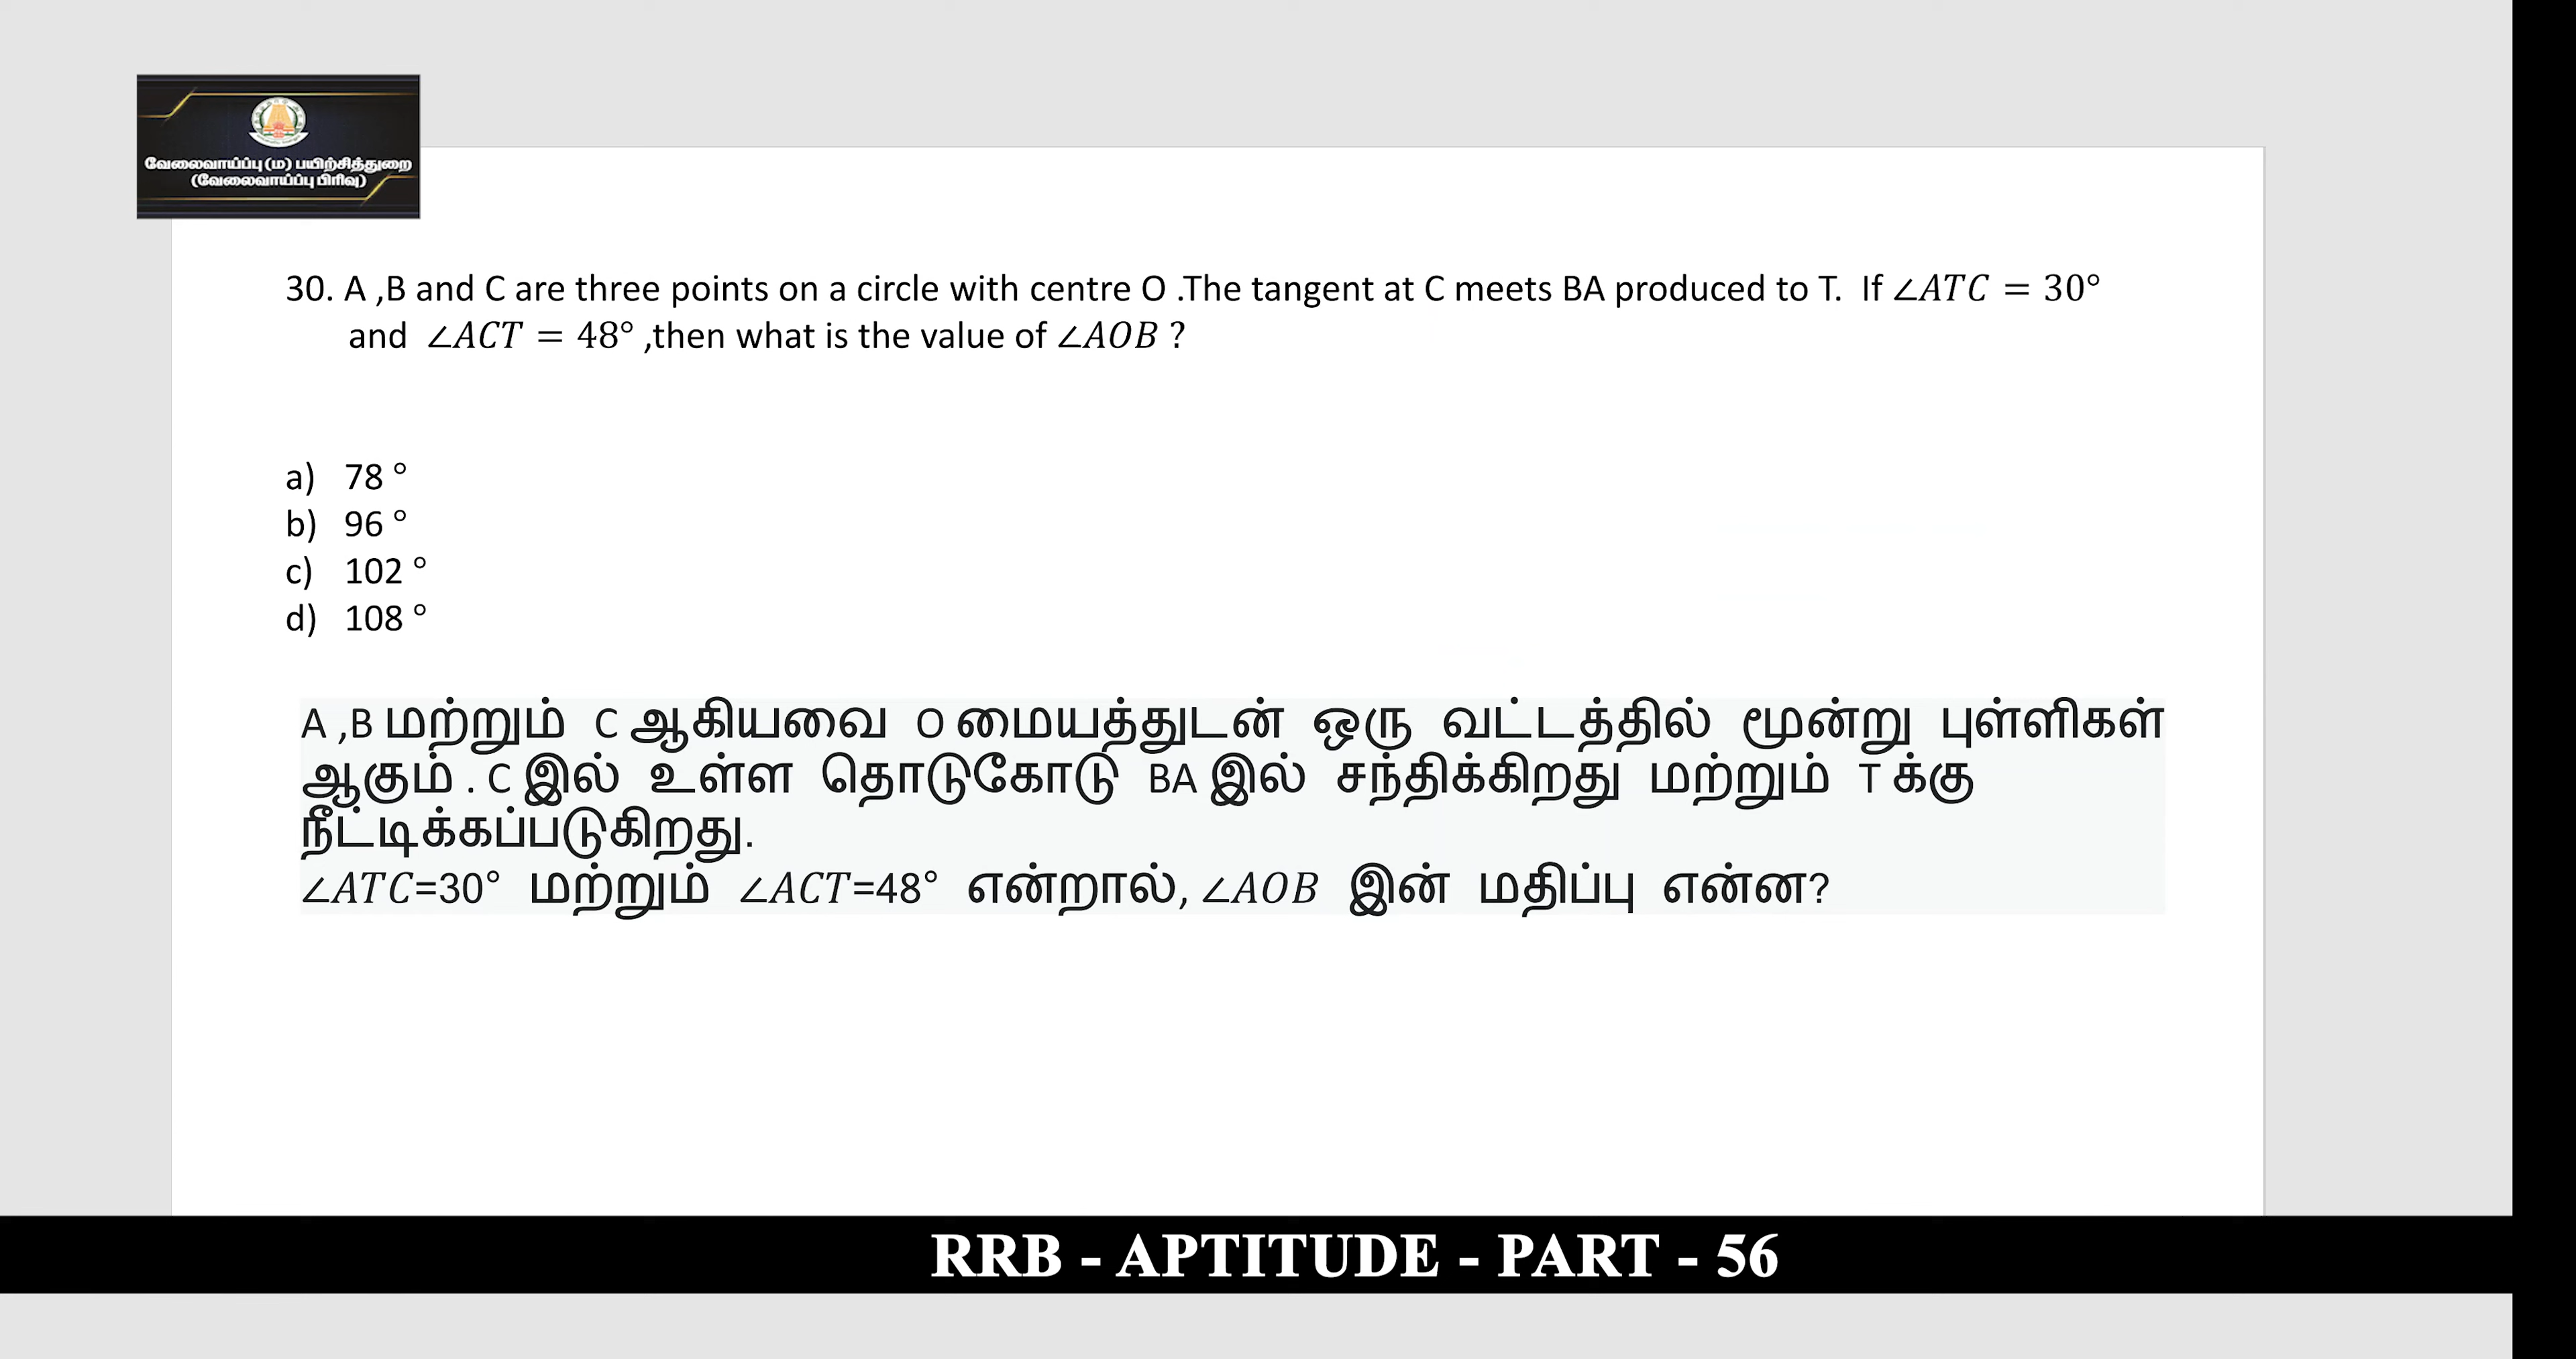 வேலைவாய்ப்பு (ம) பயிற்சித்துறை
(வேலைவாய்ப்பு பிரிவு)
30. A ,B and C are three points on a circle with centre O .The tangent at C meets BA produced to T. If ∠ATC = 30°
and ∠ACT = 48° ,then what is the value of ∠AOB ?
a) 78 °
b) 96 °
c) 102 °
d) 108 °
A ,B மற்றும் C ஆகியவை O மையத்துடன் ஒரு வட்டத்தில் மூன்று புள்ளிகள்
ஆகும் . C இல் உள்ள தொடுகோடு BA இல் சந்திக்கிறது மற்றும் T க்கு
நீட்டிக்கப்படுகிறது.
∠ATC=30° மற்றும் ∠ACT=48° என்றால், ∠AOB இன் மதிப்பு என்ன?
RRB - APTITUDE - PART - 56